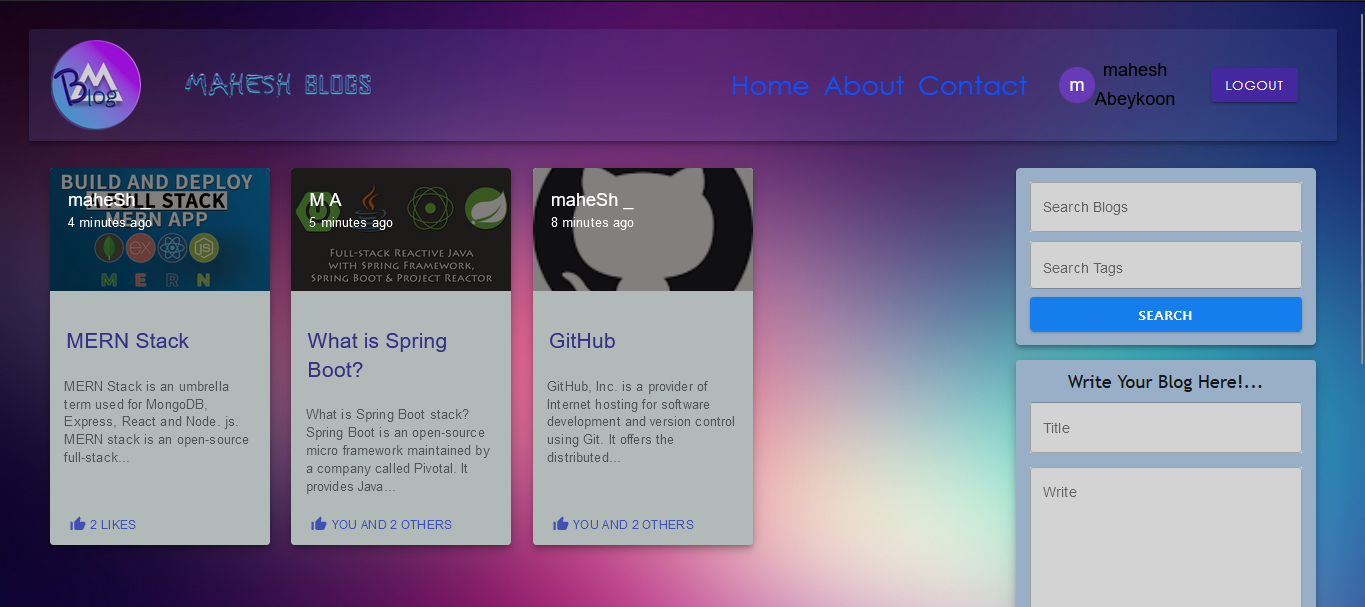 BM
log
MAHESH BLOGS
Home About Contact
m
mahesh
Abeykoon
LOGOUT
BUILD AND DEPLOY
FULL STACK
MERN APP
maheSh _
4 minutes ago
EX
JS
M E R N
MERN Stack
MERN Stack is an umbrella
term used for MongoDB,
Express, React and Node. js.
MERN stack is an open-source
full-stack...
2 LIKES
M A
5 minutes ago
Java
Full-stack Reactive Java
with Spring Framework,
Spring Boot & Project Reactor
What is Spring
Boot?
What is Spring Boot stack?
Spring Boot is an open-source
micro framework maintained by
a company called Pivotal. It
provides Java...
YOU AND 2 OTHERS
maheSh _
8 minutes ago
GitHub
GitHub, Inc. is a provider of
Internet hosting for software
development and version control
using Git. It offers the
distributed...
YOU AND 2 OTHERS
Search Blogs
Search Tags
SEARCH
Write Your Blog Here!...
Title
Write